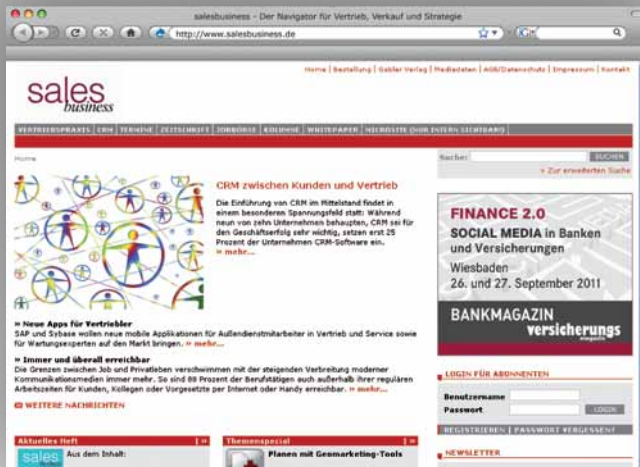 salesbusiness - Der Navigator für Vertrieb, Verkauf und Strategie
http://www.salesbusiness.de
Home | Bestellung | Gabler Verlag | Mediadaten | AGB/Datenschutz | Impressum | Kontakt
sales
business
VERTRIEBSPRAXIS | CRM | TERMINE | ZEITSCHRIFT | JOBBÖRSE | KOLUMNE | WHITEPAPER | MICROSITE (NUR INTERN SICHTBAR!)
Home
Suche:
SUCHEN
» Zur erweiterten Suche
CRM zwischen Kunden und Vertrieb
Die Einführung von CRM im Mittelstand findet in
einem besonderen Spannungsfeld statt: Während
neun von zehn Unternehmen behaupten, CRM sei für
den Geschäftserfolg sehr wichtig, setzen erst 25
Prozent der Unternehmen CRM-Software ein.
» mehr...
» Neue Apps für Vertriebler
SAP und Sybase wollen neue mobile Applikationen für Außendienstmitarbeiter in Vertrieb und Service sowie
für Wartungsexperten auf den Markt bringen. » mehr...
» Immer und überall erreichbar
Die Grenzen zwischen Job und Privatleben verschwimmen mit der steigenden Verbreitung moderner
Kommunikationsmedien immer mehr. So sind 88 Prozent der Berufstätigen auch außerhalb ihrer regulären
Arbeitszeiten für Kunden, Kollegen oder Vorgesetzte per Internet oder Handy erreichbar. » mehr...
WEITERE NACHRICHTEN
FINANCE 2.0
SOCIAL MEDIA in Banken
und Versicherungen
Wiesbaden
26. und 27. September 2011
BANKMAGAZIN
versicherungs
magazin
LOGIN FÜR ABONNENTEN
Benutzername
Passwort
LOGIN
REGISTRIEREN | PASSWORT VERGESSEN?
NEWSLETTER
Aktuelles Heft | »
sales
Aus dem Inhalt:
Themenspecial | »
Planen mit Geomarketing-Tools